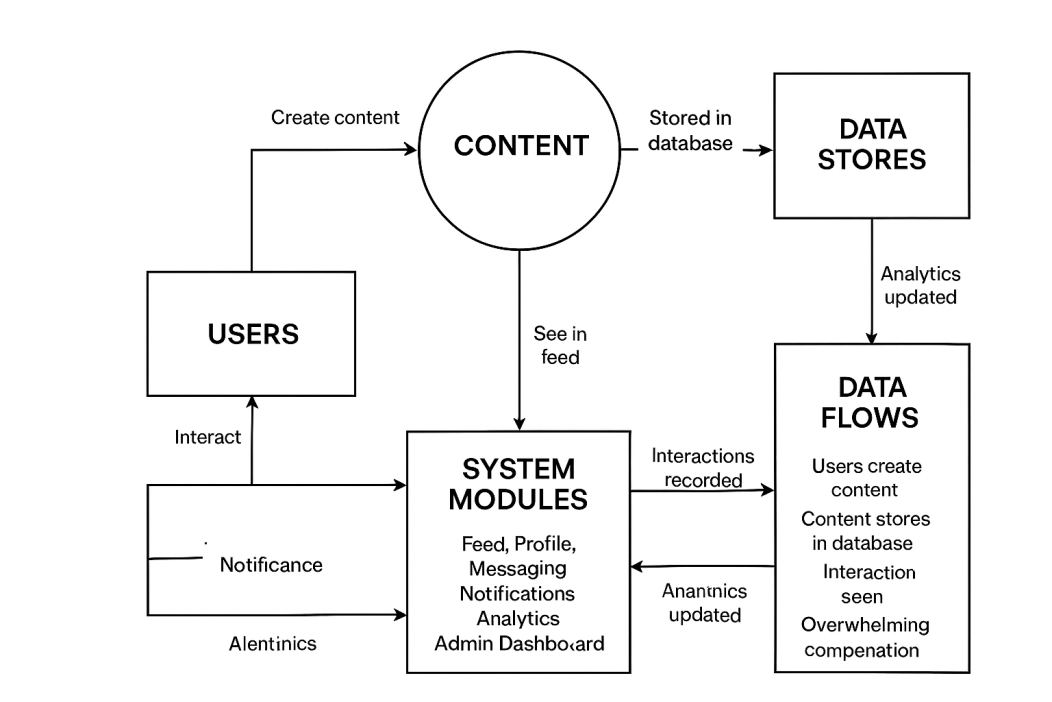 Create content
CONTENT
Stored in
database
DATA
STORES
Analytics
updated
USERS
See in
feed
Interact
SYSTEM
MODULES
Feed, Profile,
Messaging
Notifications
Analytics
Admin Dashboard
Interactions
recorded
DATA
FLOWS
Users create
content
Content stores
in database
Interaction
seen
Overwhelming
compenation
Notificance
updated
Alentinics